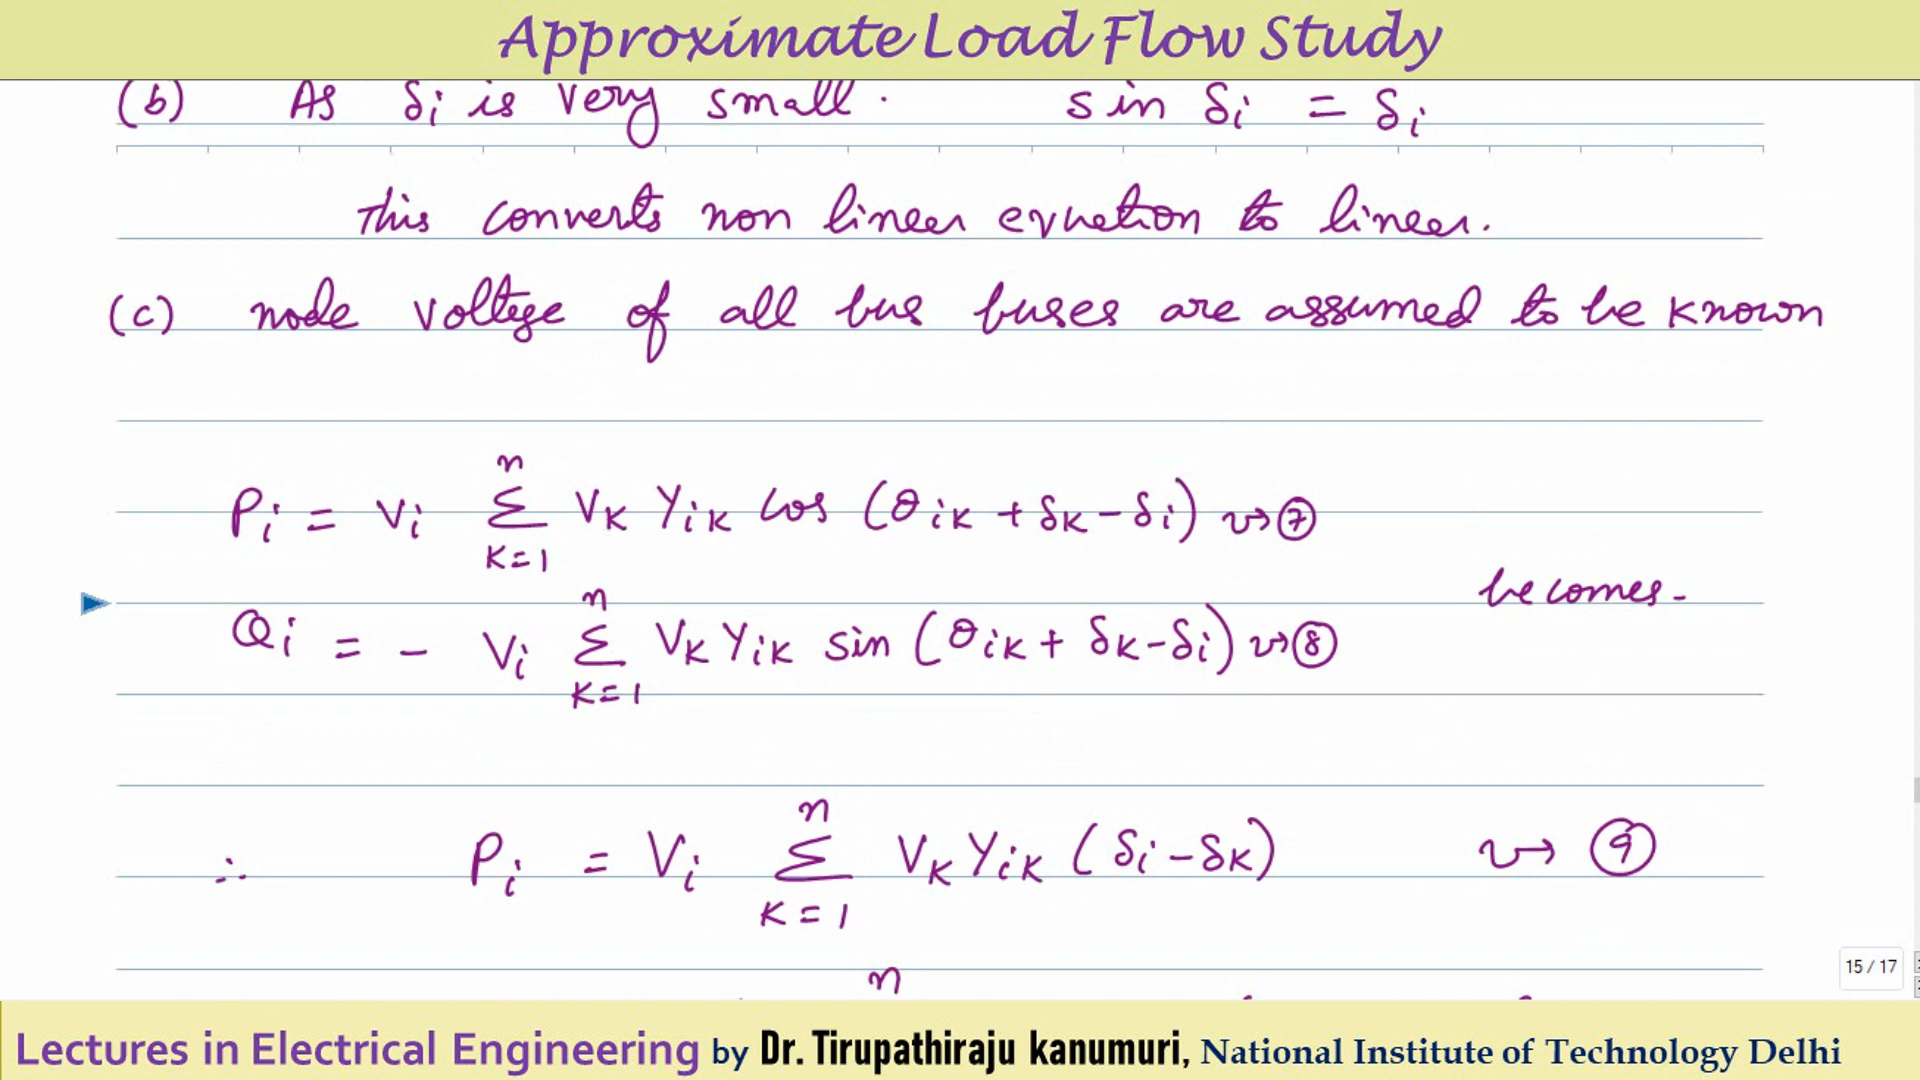 Approximate Load Flow Study
(b) As δi is very small. sin δi = δi
This converts non linear equation to linear.
(c) node voltage of all bus buses are assumed to be known
n
Pi = Vi Σ VK YiK cos (θiK + δK - δi) → ⑦
K=1
becomes -
n
Qi = - Vi Σ VK YiK sin (θiK + δK - δi) → ⑧
K=1
n
∴ Pi = Vi Σ VK YiK (δi - δK) → ⑨
K=1
n
15 / 17
Lectures in Electrical Engineering by Dr. Tirupathiraju kanumuri, National Institute of Technology Delhi